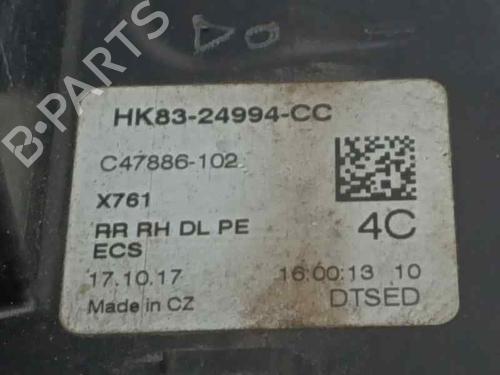 DO -
B-PARTS
HK83-24994-CC
C47886-102
X761
RR RH DL PE
ECS
4C
17.10.17 16:00:13 10
Made in CZ DTSED